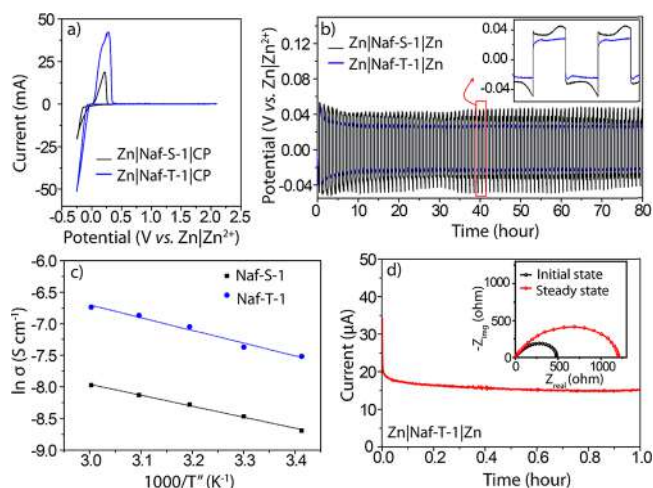 a)
Current (mA)
50
25
0
25
50
-0.5 0.0 0.5 1.0 1.5 2.0 2.5
Potential (V vs. Zn|Zn²⁺)
Zn|Naf-S-1|CP
Zn|Naf-T-1|CP
b)
Potential (V vs. Zn|Zn²⁺)
0.12
0.08
0.04
0.00
-0.04
0 10 20 30 40 50 60 70 80
Time (hour)
Zn|Naf-S-1|Zn
Zn|Naf-T-1|Zn
0.04
0.00
-0.04
c)
ln σ (S cm⁻¹)
-6.0
-6.5
-7.0
-7.5
-8.0
-8.5
-9.0
3.0 3.1 3.2 3.3 3.4
1000/T" (K⁻¹)
Naf-S-1
Naf-T-1
d)
Current (µA)
50
40
30
20
10
0
0.0 0.2 0.4 0.6 0.8 1.0
Time (hour)
Zn|Naf-T-1|Zn
-Zimg (ohm)
1000
500
0
0 300 600 900 1200
Zreal (ohm)
Initial state
Steady state